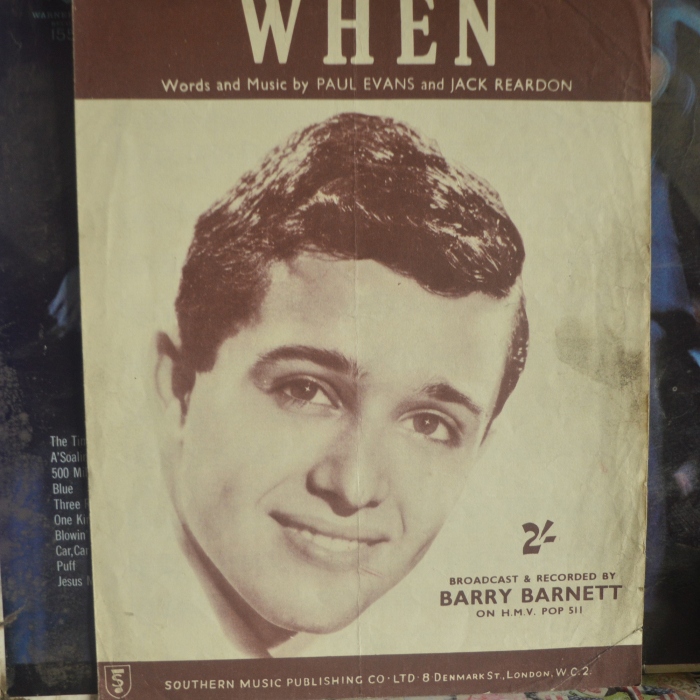 WHEN
Words and Music by PAUL EVANS and JACK REARDON
The
A'Soalin
500 M
Blue
Three
One
Blowin'
Car, Car
Puff
Jesus
2/-
BROADCAST & RECORDED BY
BARRY BARNETT
ON H.M.V. POP 511
SOUTHERN MUSIC PUBLISHING CO · LTD · 8 DENMARK ST., LONDON, W.C.2.